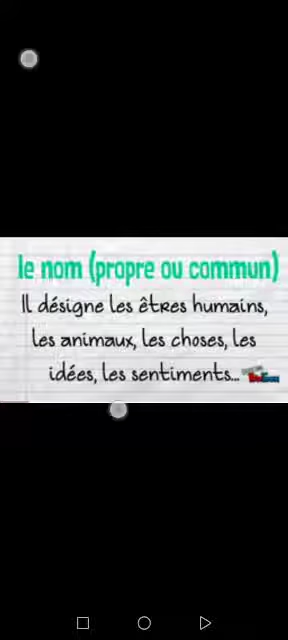 le nom (propre ou commun)
Il désigne les êtres humains,
les animaux, les choses, les
idées, les sentiments...